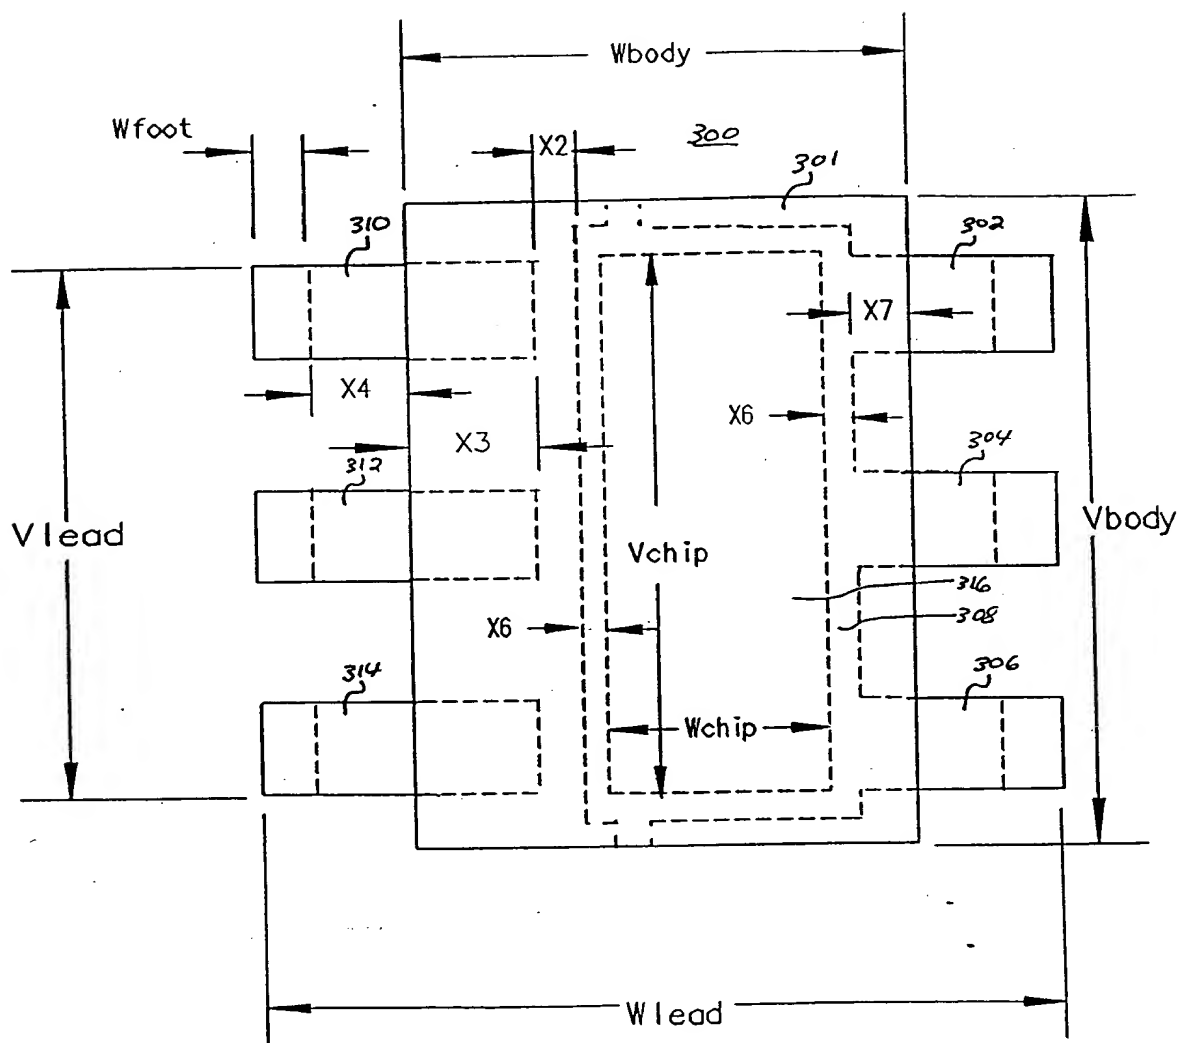 Wbody
Wfoot
X2
300
301
310
302
X7
X4
X6
X3
304
312
Vlead
Vbody
Vchip
316
308
X6
314
306
Wchip
Wlead